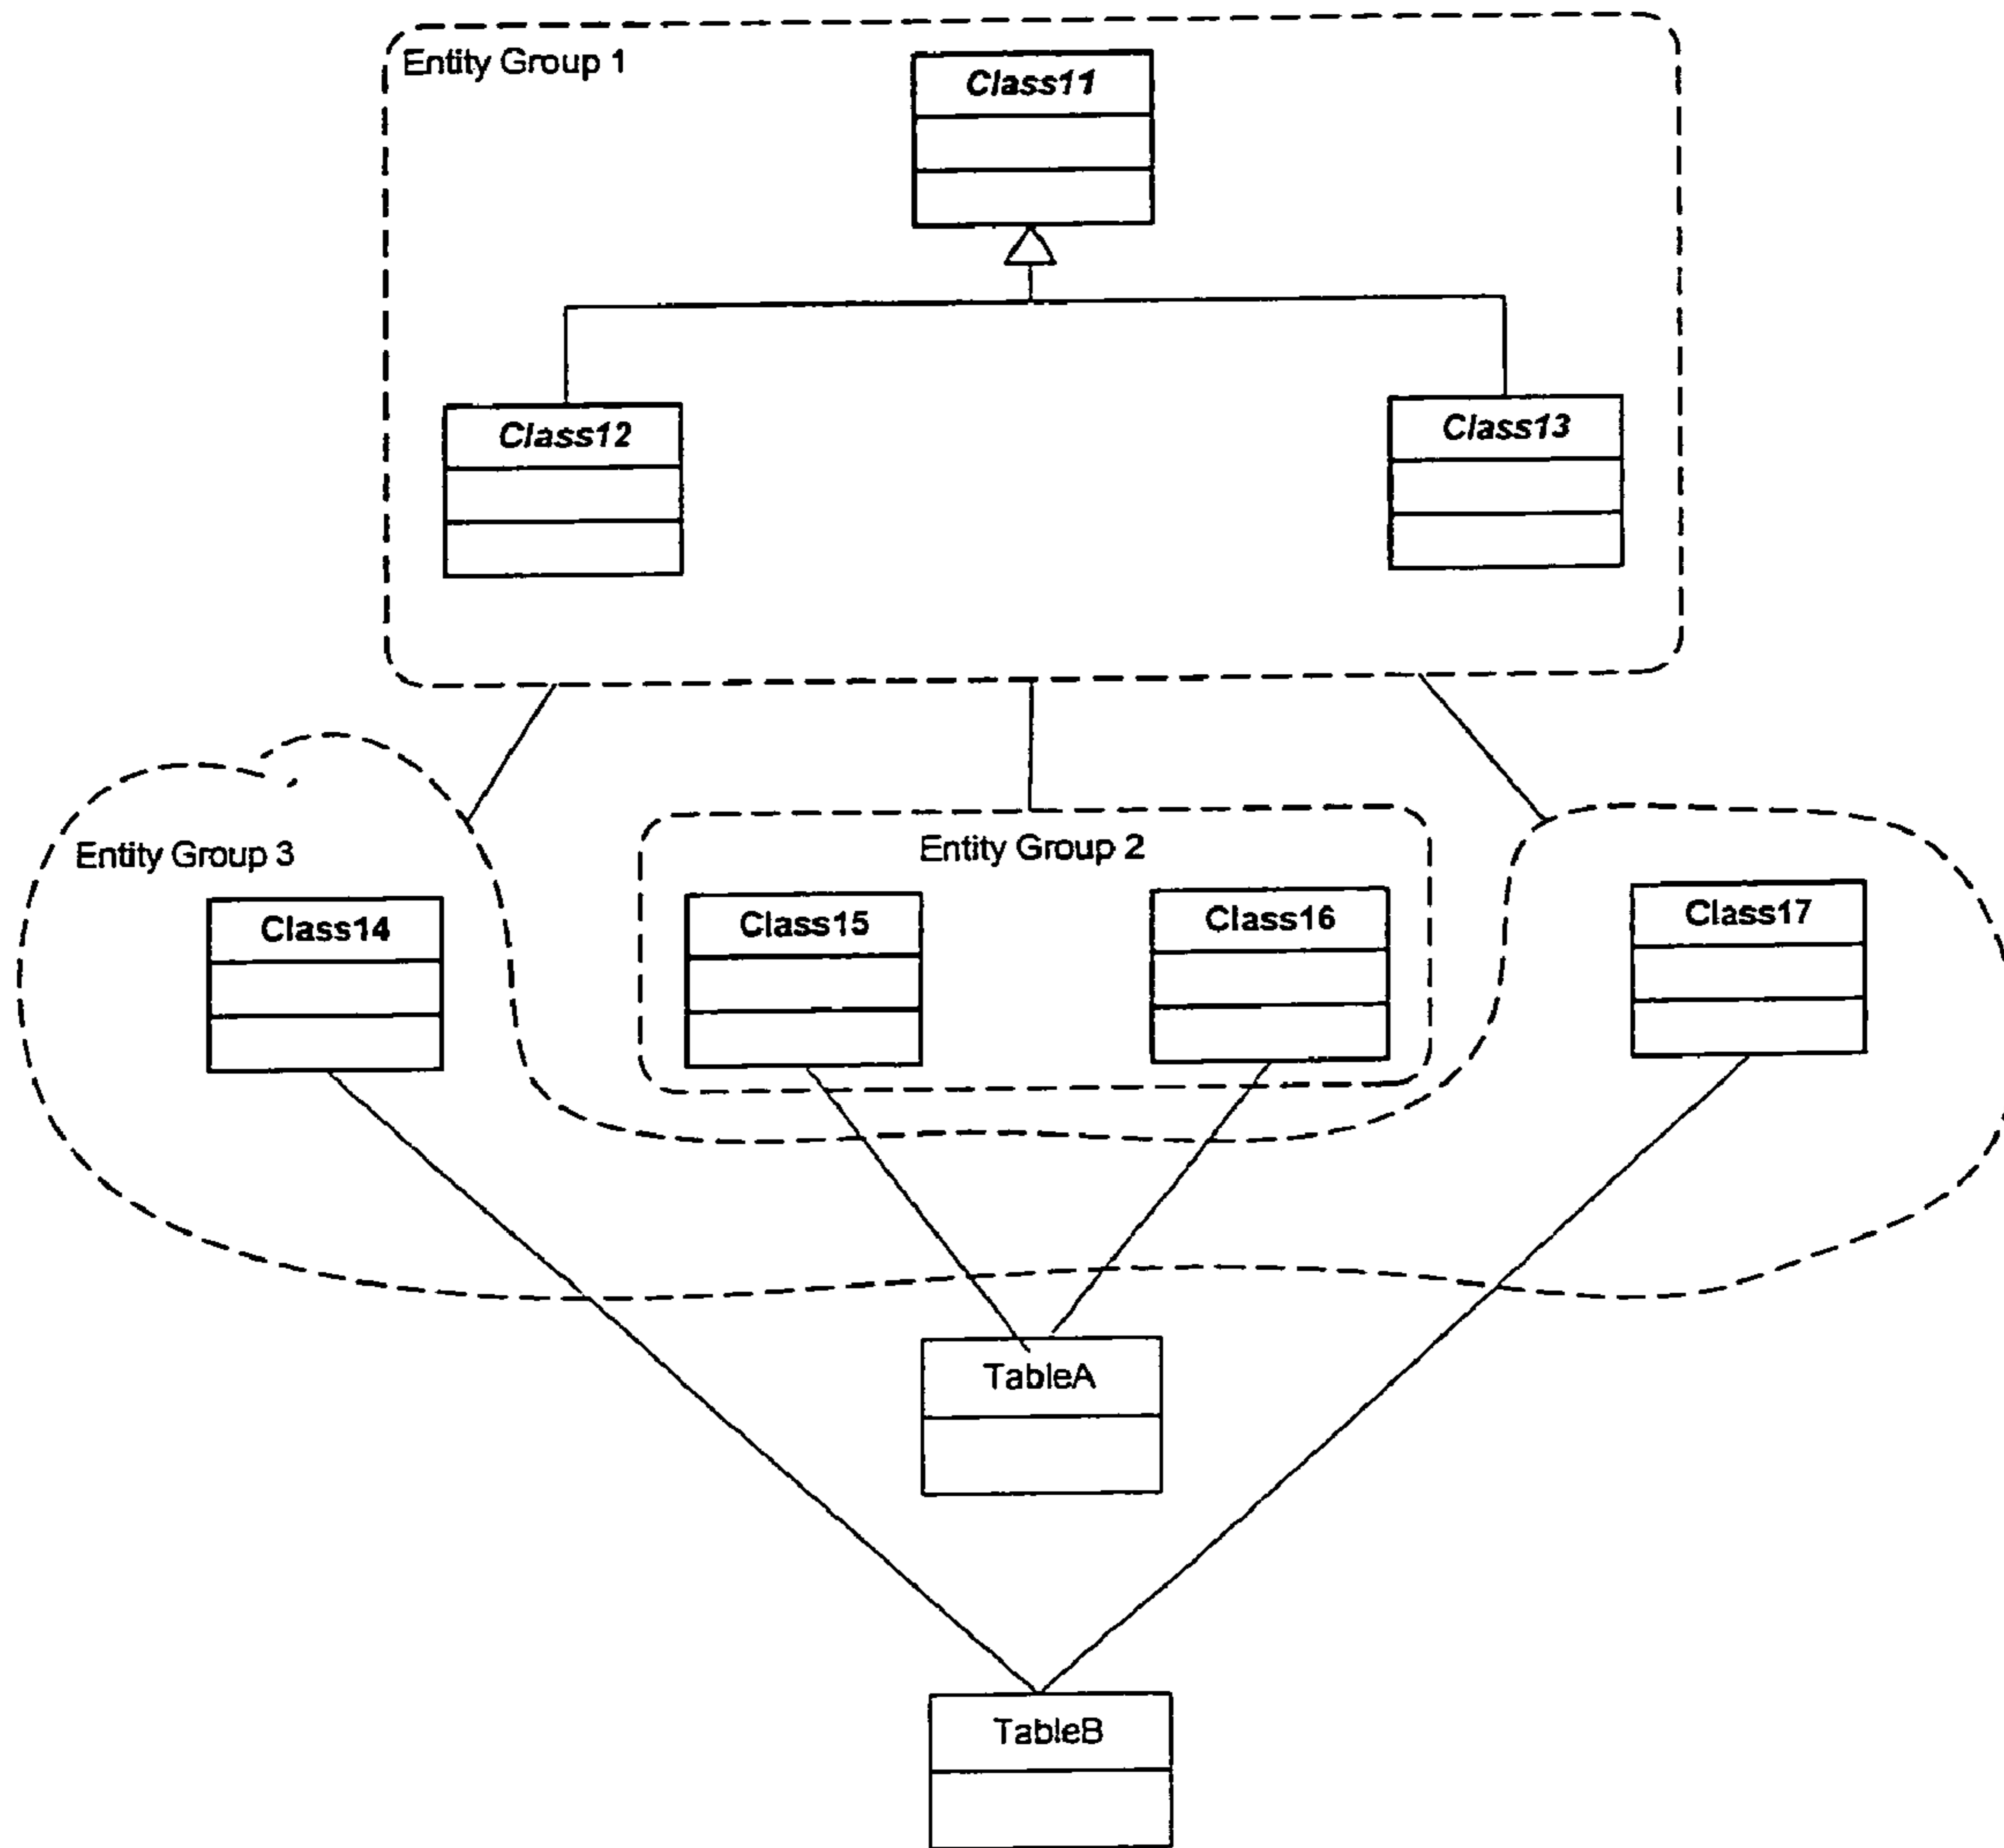 Entity Group 1
Class11
Class12
Class13
Entity Group 3
Entity Group 2
Class14
Class15
Class16
Class17
TableA
TableB